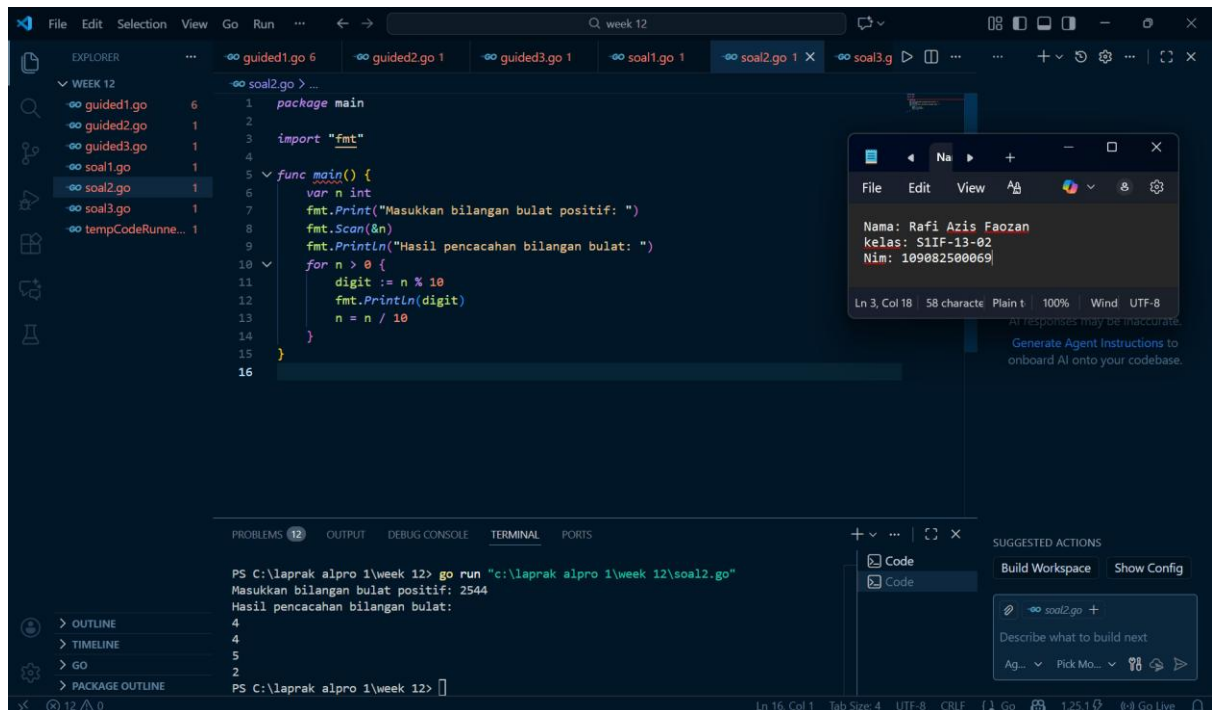 File Edit Selection View Go Run ... week 12
EXPLORER ...
WEEK 12
guided1.go 6
guided2.go 1
guided3.go 1
soal1.go 1
soal2.go 1
soal3.go 1
tempCodeRunne... 1
OUTLINE
TIMELINE
GO
PACKAGE OUTLINE
guided1.go 6 guided2.go 1 guided3.go 1 soal1.go 1 soal2.go 1 soal3.g ... ...
soal2.go > ...
1 package main
2
3 import "fmt"
4
5 func main() {
6 var n int
7 fmt.Print("Masukkan bilangan bulat positif: ")
8 fmt.Scan(&n)
9 fmt.Println("Hasil pencacahan bilangan bulat: ")
10 for n > 0 {
11 digit := n % 10
12 fmt.Println(digit)
13 n = n / 10
14 }
15 }
16
Na
File Edit View
Nama: Rafi Azis Faozan
kelas: S1IF-13-02
Nim: 109082500069
Ln 3, Col 18 58 characte Plain t 100% Wind UTF-8
AI responses may be inaccurate.
Generate Agent Instructions to
onboard AI onto your codebase.
PROBLEMS 12 OUTPUT DEBUG CONSOLE TERMINAL PORTS ...
PS C:\laprak alpro 1\week 12> go run "c:\laprak alpro 1\week 12\soal2.go"
Masukkan bilangan bulat positif: 2544
Hasil pencacahan bilangan bulat:
4
4
5
2
PS C:\laprak alpro 1\week 12>
Code
Code
SUGGESTED ACTIONS
Build Workspace Show Config
soal2.go +
Describe what to build next
Ag... Pick Mo...
12 0 Ln 16, Col 1 Tab Size: 4 UTF-8 CRLF {} Go 1.25.1 Go Live